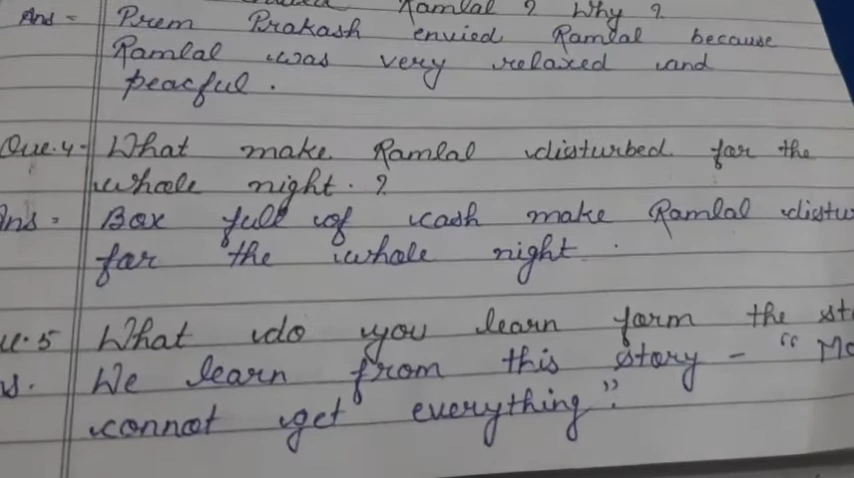 Ramlal ? Why ?
Ans = Prem Prakash envied Ramlal because
Ramlal was very relaxed and
peacful.
Que.4- What make Ramlal disturbed for the
whole night. ?
Ans = Box full of cash make Ramlal distu
for the whole night.
u.5 What do you learn form the st
s. We learn from this story - "Mo
connot get everything".